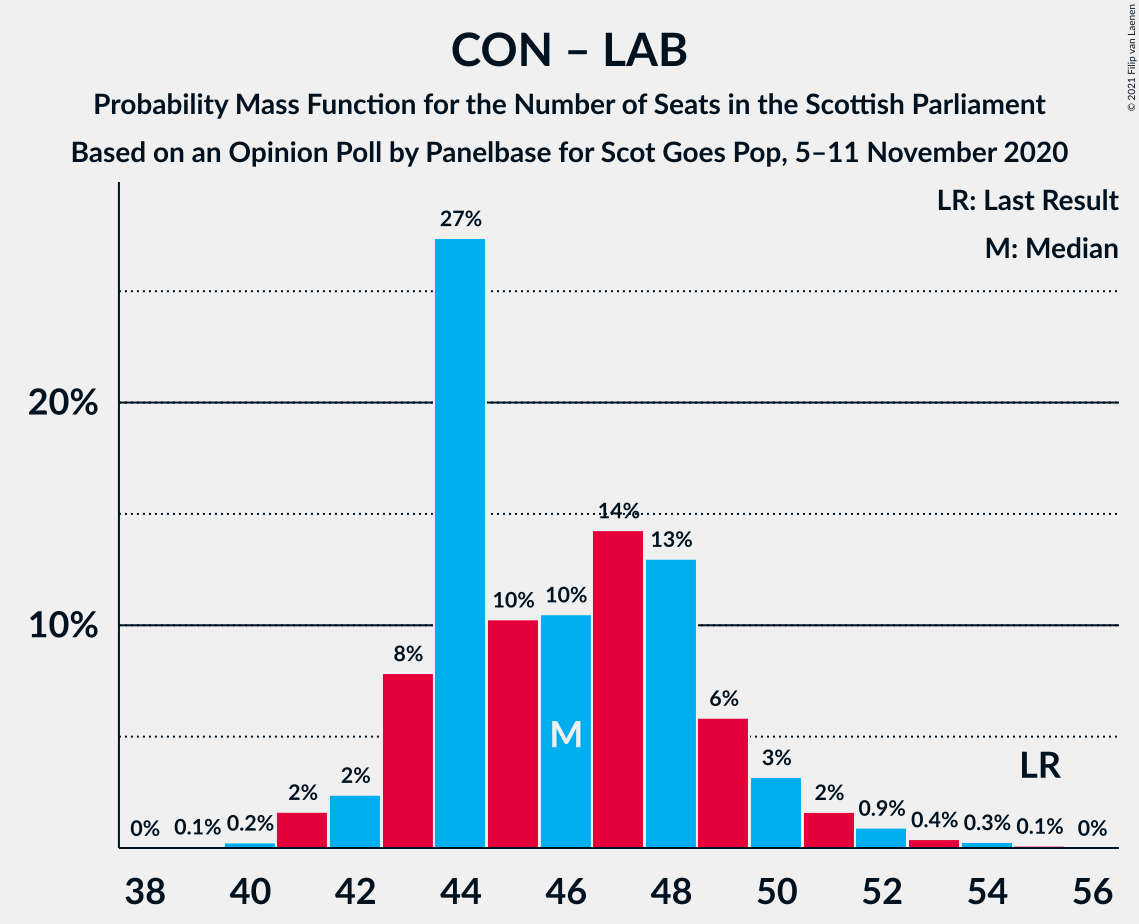 CON – LAB
Probability Mass Function for the Number of Seats in the Scottish Parliament
Based on an Opinion Poll by Panelbase for Scot Goes Pop, 5–11 November 2020
© 2021 Filip van Laenen
LR: Last Result
M: Median
20%
10%
0% 0.1% 0.2% 2% 2% 8% 27% 10% 10% 14% 13% 6% 3% 2% 0.9% 0.4% 0.3% 0.1% 0%
M
LR
38 40 42 44 46 48 50 52 54 56